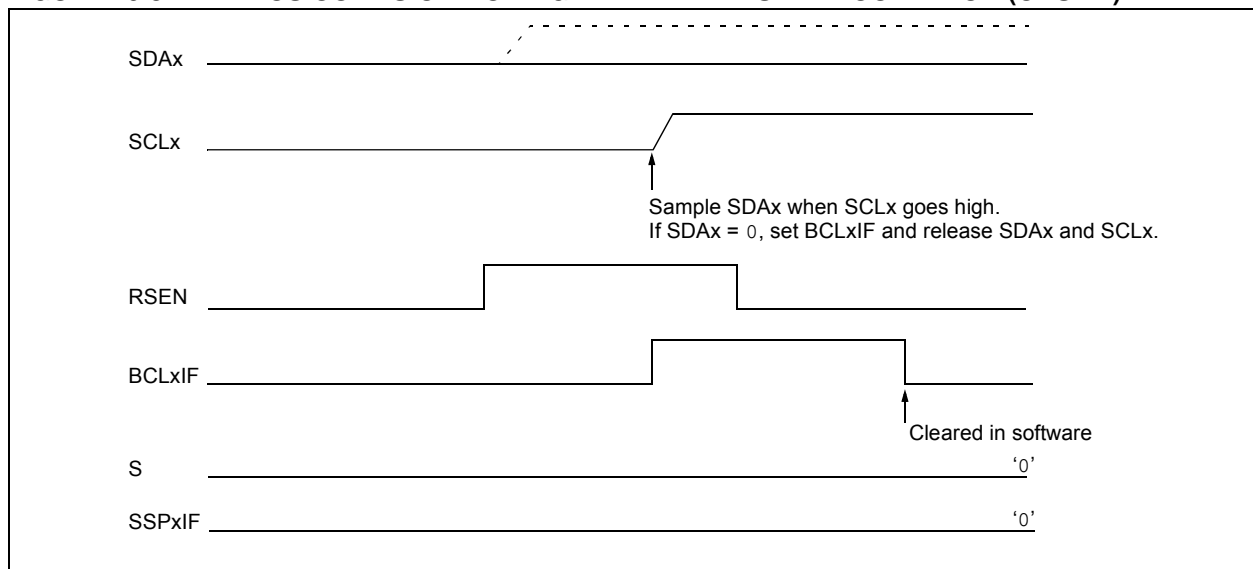 SDAx
SCLx
Sample SDAx when SCLx goes high.
If SDAx = 0, set BCLxIF and release SDAx and SCLx.
RSEN
BCLxIF
Cleared in software
S
‘0’
SSPxIF
‘0’